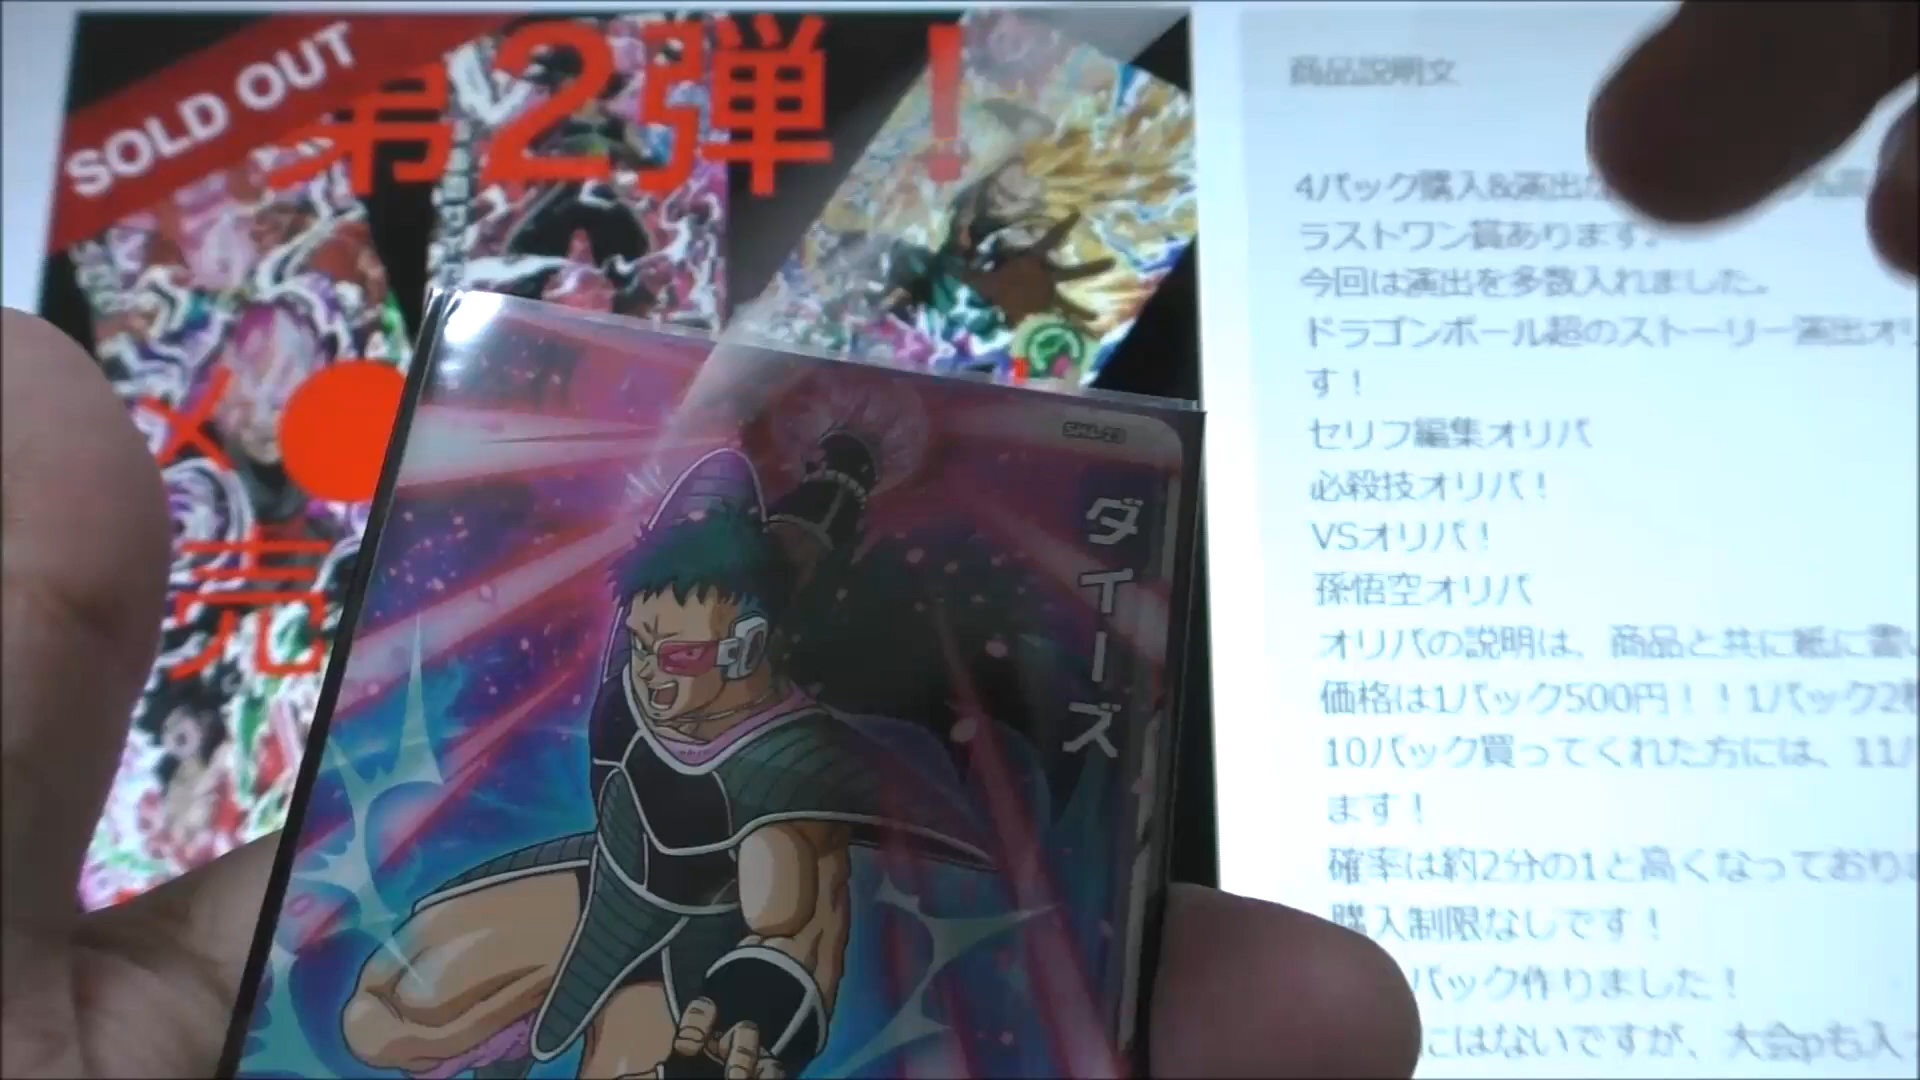 SOLD OUT
第2弾！
×●
売
SH4-23
ダイーズ
商品説明文
4パック購入&演出
ラストワン賞あります。
今回は演出を多数入れました。
ドラゴンボール超のストーリー演出オリ
す！
セリフ編集オリパ
必殺技オリパ！
VSオリパ！
孫悟空オリパ
オリパの説明は、商品と共に紙に書い
価格は1パック500円！！1パック2枚
10パック買ってくれた方には、11パ
ます！
確率は約2分の1と高くなっており
購入制限なしです！
パック作りました！
にはないですが、大会pも入っ